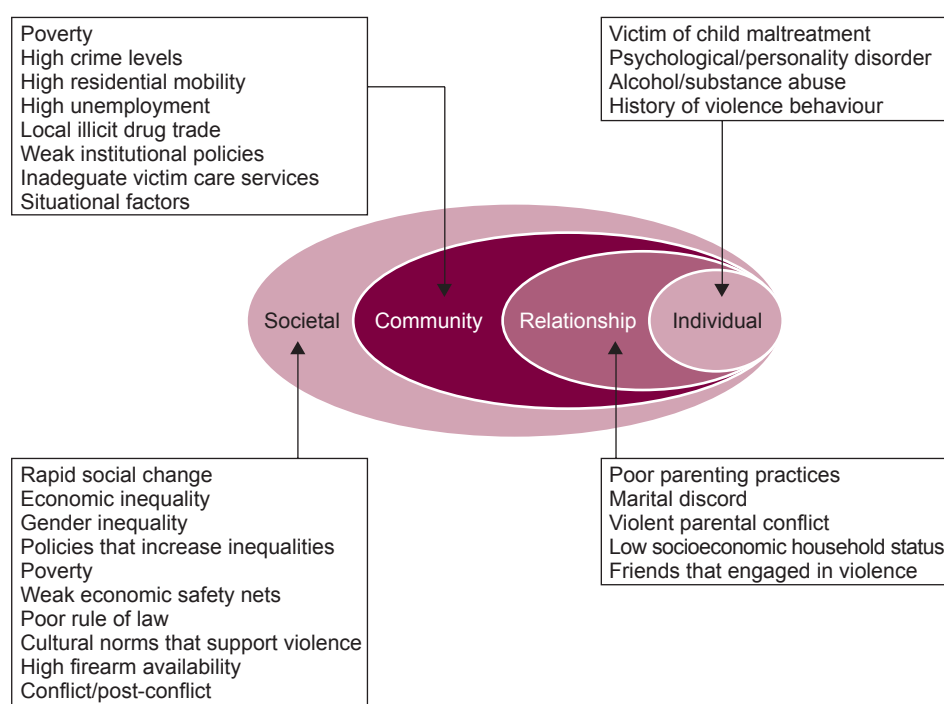 Poverty
High crime levels
High residential mobility
High unemployment
Local illicit drug trade
Weak institutional policies
Inadeguate victim care services
Situational factors
Victim of child maltreatment
Psychological/personality disorder
Alcohol/substance abuse
History of violence behaviour
Societal
Community
Relationship
Individual
Rapid social change
Economic inequality
Gender inequality
Policies that increase inequalities
Poverty
Weak economic safety nets
Poor rule of law
Cultural norms that support violence
High firearm availability
Conflict/post-conflict
Poor parenting practices
Marital discord
Violent parental conflict
Low socioeconomic household status
Friends that engaged in violence